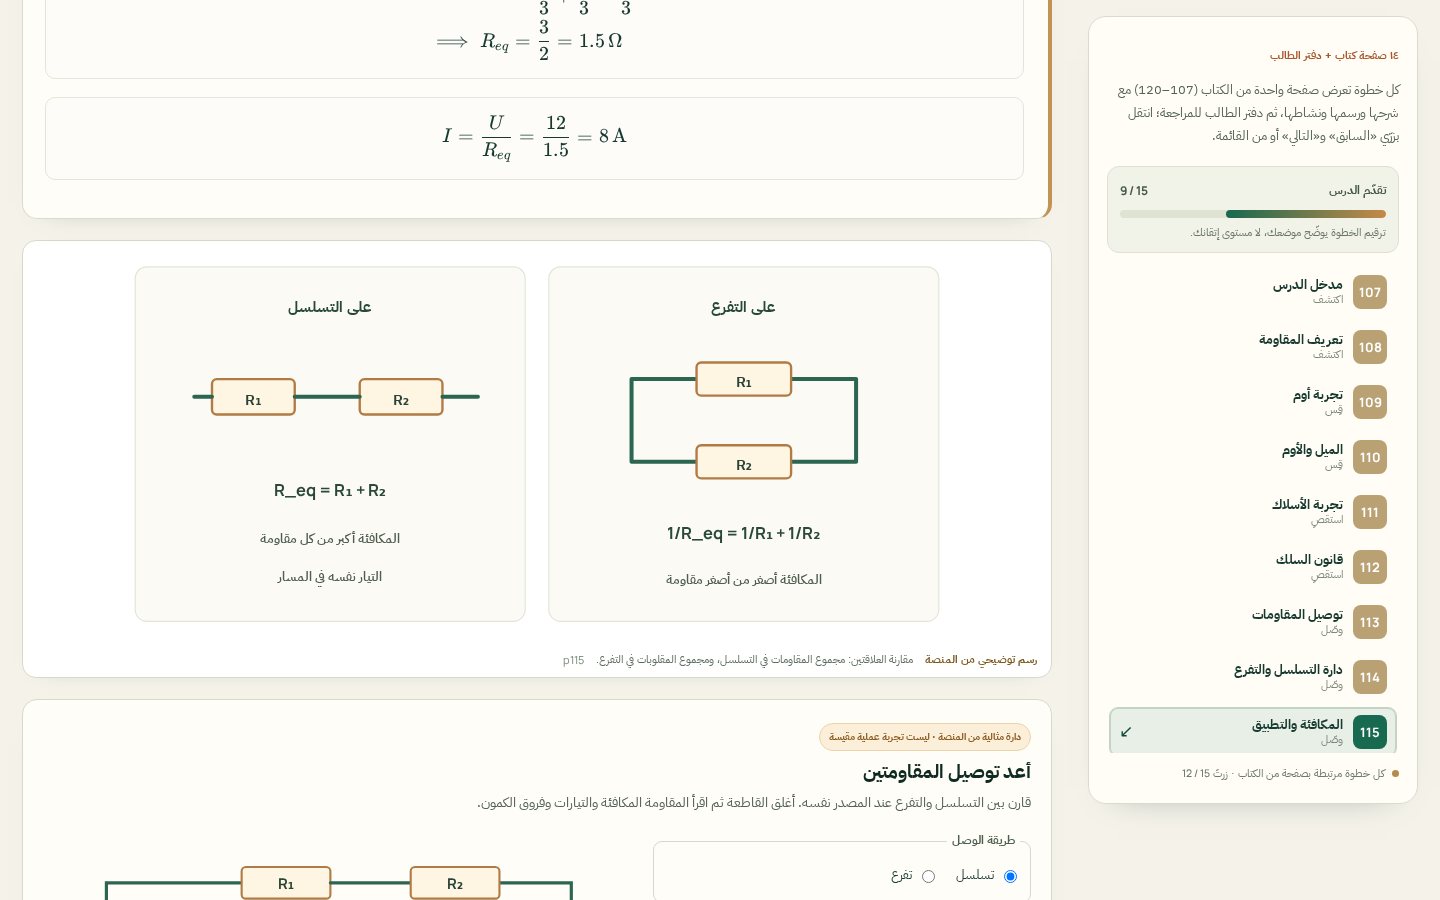 ١٤ صفحة كتاب + دفتر الطالب
كل خطوة تعرض صفحة واحدة من الكتاب (107–120) مع
شرحها ورسمها ونشاطها، ثم دفتر الطالب للمراجعة؛ انتقل
بزرّي «السابق» و«التالي» أو من القائمة.
تقدّم الدرس
9 / 15
ترقيم الخطوة يوضّح موضعك، لا مستوى إتقانك.
107 مدخل الدرس
اكتشف
108 تعريف المقاومة
اكتشف
109 تجربة أوم
قِس
110 الميل والأوم
قِس
111 تجربة الأسلاك
استقصِ
112 قانون السلك
استقصِ
113 توصيل المقاومات
وصّل
114 دارة التسلسل والتفرع
وصّل
115 المكافئة والتطبيق ↙
وصّل
كل خطوة مرتبطة بصفحة من الكتاب · زرتَ 15 / 12
3 + 3 3
⟹ R_eq = 3/2 = 1.5 Ω
I = U/R_eq = 12/1.5 = 8 A
على التفرع
R₁
R₂
1/R_eq = 1/R₁ + 1/R₂
المكافئة أصغر من أصغر مقاومة
على التسلسل
R₁ R₂
R_eq = R₁ + R₂
المكافئة أكبر من كل مقاومة
التيار نفسه في المسار
رسم توضيحي من المنصة مقارنة العلاقتين: مجموع المقاومات في التسلسل، ومجموع المقلوبات في التفرع. p115
دارة مثالية من المنصة · ليست تجربة عملية مقيسة
أعد توصيل المقاومتين
قارن بين التسلسل والتفرع عند المصدر نفسه. أغلق القاطعة ثم اقرأ المقاومة المكافئة والتيارات وفروق الكمون.
طريقة الوصل
تسلسل تفرع
R₁ R₂